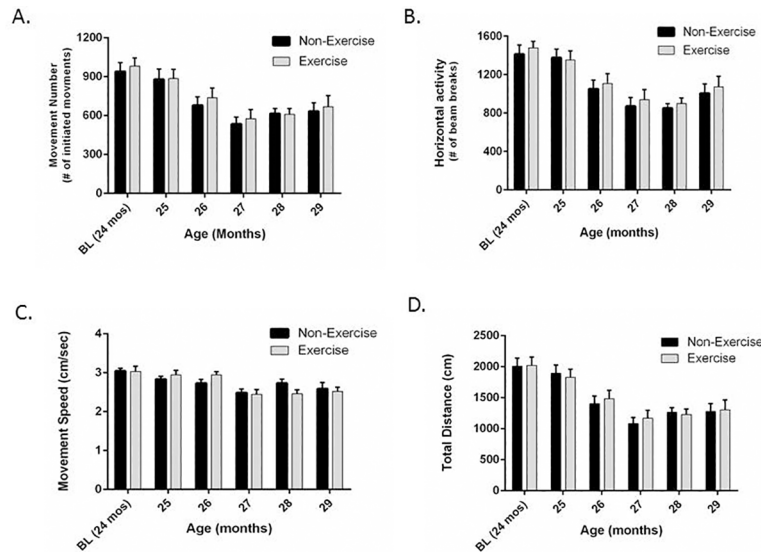 A.
Movement Number
(# of initiated movments)
1200
900
600
300
0
Non-Exercise
Exercise
BL (24 mos)
25
26
27
28
29
Age (Months)
B.
Horizontal activity
(# of beam breaks)
1600
1200
800
400
0
Non-Exercise
Exercise
BL (24 mos)
25
26
27
28
29
Age (months)
C.
Movement Speed (cm/sec)
4
3
2
1
0
Non-Exercise
Exercise
BL (24 mos)
25
26
27
28
29
Age (months)
D.
Total Distance (cm)
2500
2000
1500
1000
500
0
Non-Exercise
Exercise
BL (24 mos)
25
26
27
28
29
Age (months)